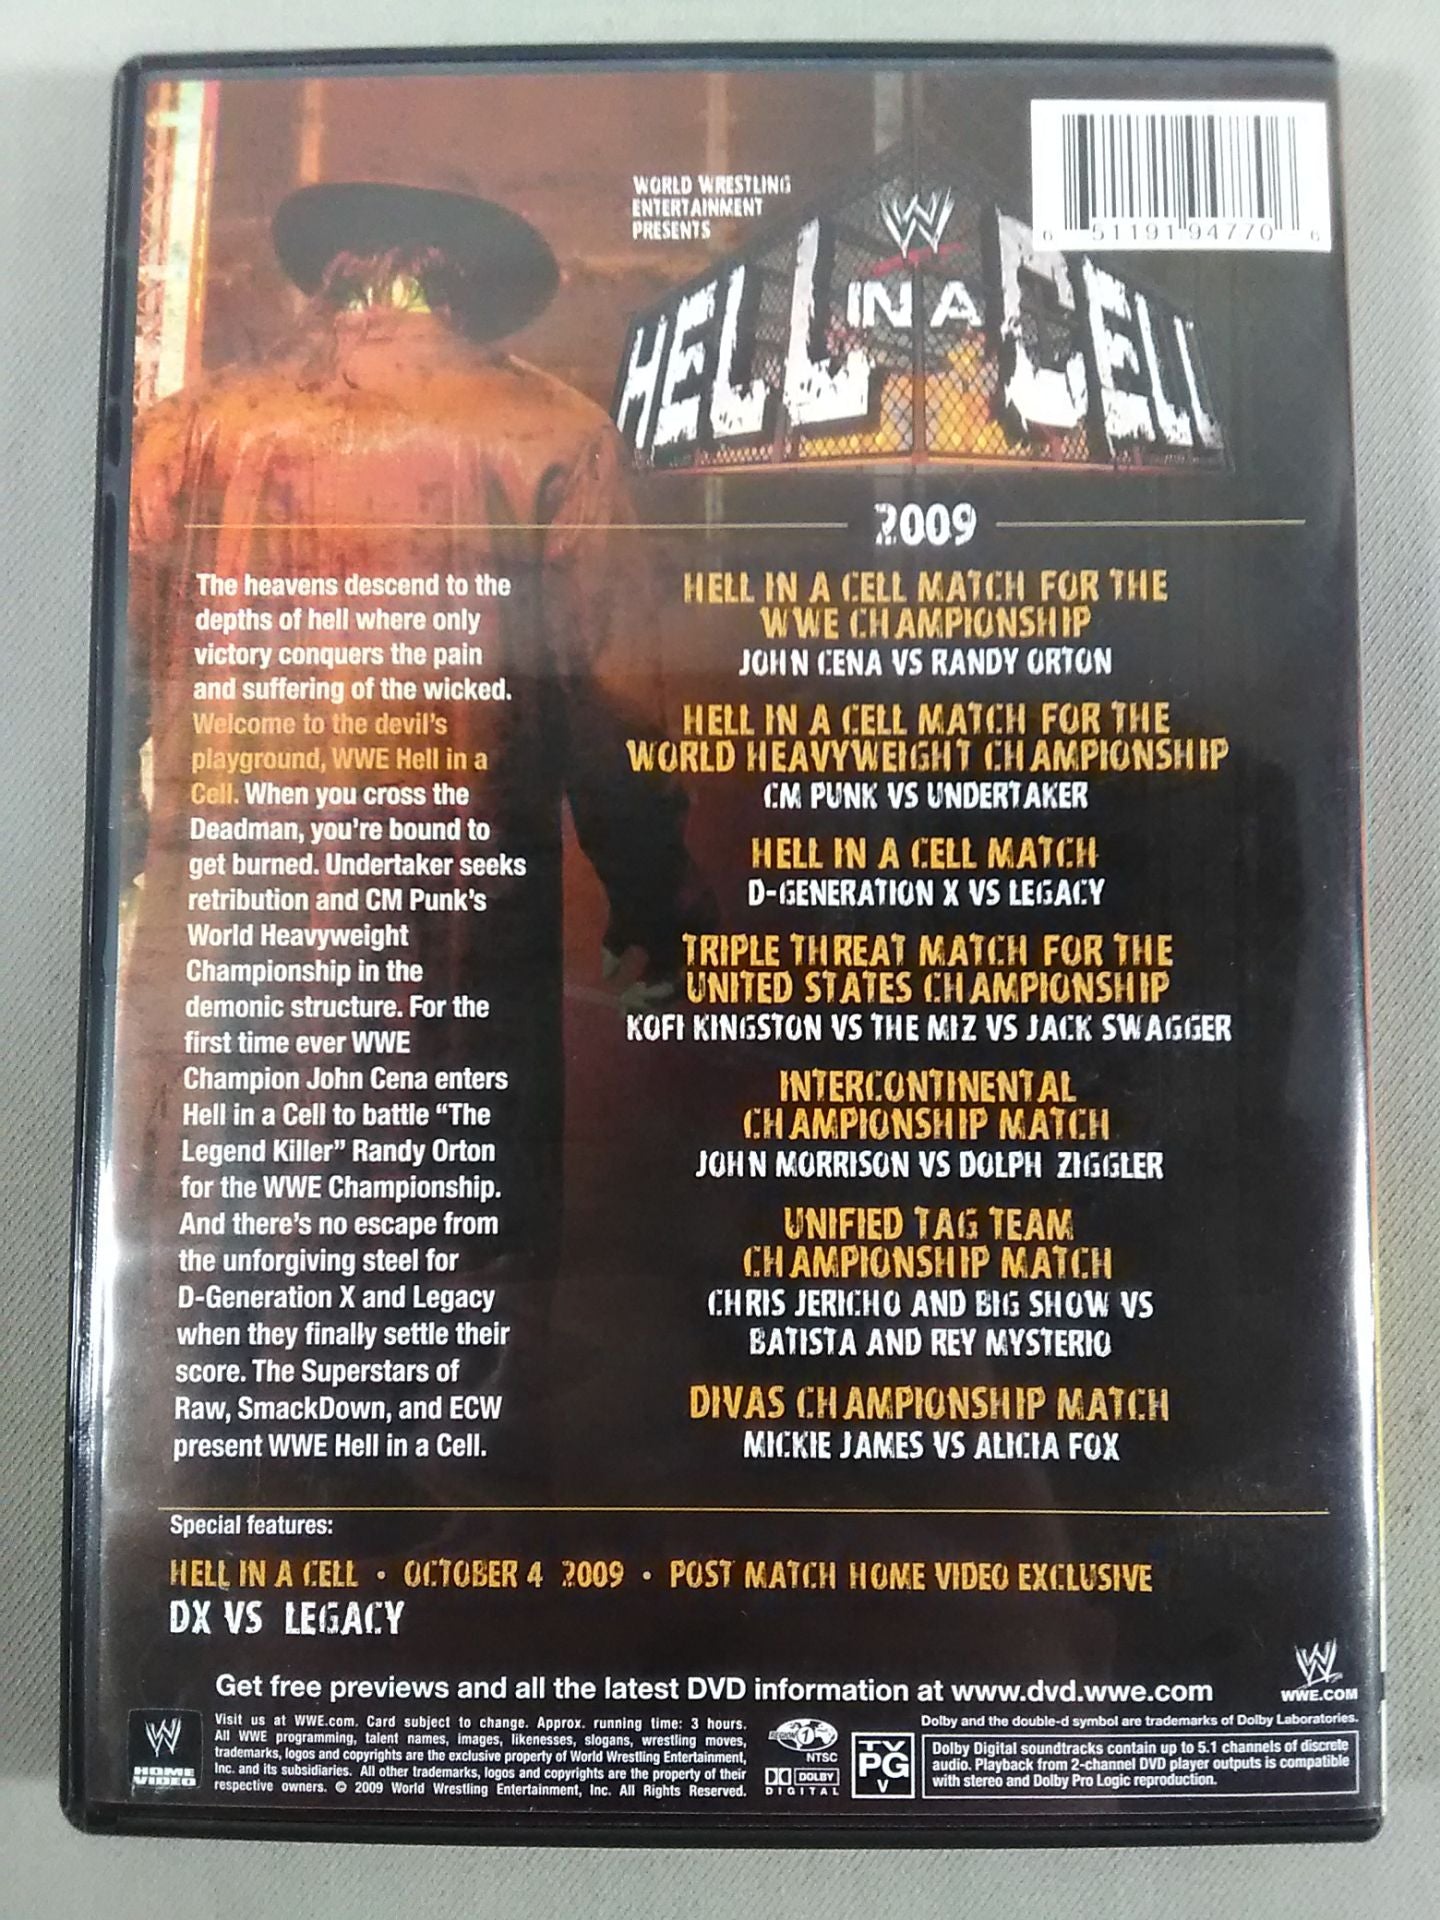 WORLD WRESTLING
ENTERTAINMENT
PRESENTS
W
HELL IN A CELL
6 51191 94770 6
2009
The heavens descend to the
depths of hell where only
victory conquers the pain
and suffering of the wicked.
Welcome to the devil's
playground, WWE Hell in a
Cell. When you cross the
Deadman, you're bound to
get burned. Undertaker seeks
retribution and CM Punk's
World Heavyweight
Championship in the
demonic structure. For the
first time ever WWE
Champion John Cena enters
Hell in a Cell to battle “The
Legend Killer” Randy Orton
for the WWE Championship.
And there's no escape from
the unforgiving steel for
D-Generation X and Legacy
when they finally settle their
score. The Superstars of
Raw, SmackDown, and ECW
present WWE Hell in a Cell.
HELL IN A CELL MATCH FOR THE
WWE CHAMPIONSHIP
JOHN CENA VS RANDY ORTON
HELL IN A CELL MATCH FOR THE
WORLD HEAVYWEIGHT CHAMPIONSHIP
CM PUNK VS UNDERTAKER
HELL IN A CELL MATCH
D-GENERATION X VS LEGACY
TRIPLE THREAT MATCH FOR THE
UNITED STATES CHAMPIONSHIP
KOFI KINGSTON VS THE MIZ VS JACK SWAGGER
INTERCONTINENTAL
CHAMPIONSHIP MATCH
JOHN MORRISON VS DOLPH ZIGGLER
UNIFIED TAG TEAM
CHAMPIONSHIP MATCH
CHRIS JERICHO AND BIG SHOW VS
BATISTA AND REY MYSTERIO
DIVAS CHAMPIONSHIP MATCH
MICKIE JAMES VS ALICIA FOX
Special features:
HELL IN A CELL • OCTOBER 4 2009 • POST MATCH HOME VIDEO EXCLUSIVE
DX VS LEGACY
Get free previews and all the latest DVD information at www.dvd.wwe.com
W
WWE.COM
W
HOME
VIDEO
Visit us at WWE.com. Card subject to change. Approx. running time: 3 hours.
All WWE programming, talent names, images, likenesses, slogans, wrestling moves,
trademarks, logos and copyrights are the exclusive property of World Wrestling Entertainment,
Inc. and its subsidiaries. All other trademarks, logos and copyrights are the property of their
respective owners. © 2009 World Wrestling Entertainment, Inc. All Rights Reserved.
REGION 1
NTSC
DOLBY
DIGITAL
TV
PG
V
Dolby and the double-d symbol are trademarks of Dolby Laboratories.
Dolby Digital soundtracks contain up to 5.1 channels of discrete
audio. Playback from 2-channel DVD player outputs is compatible
with stereo and Dolby Pro Logic reproduction.